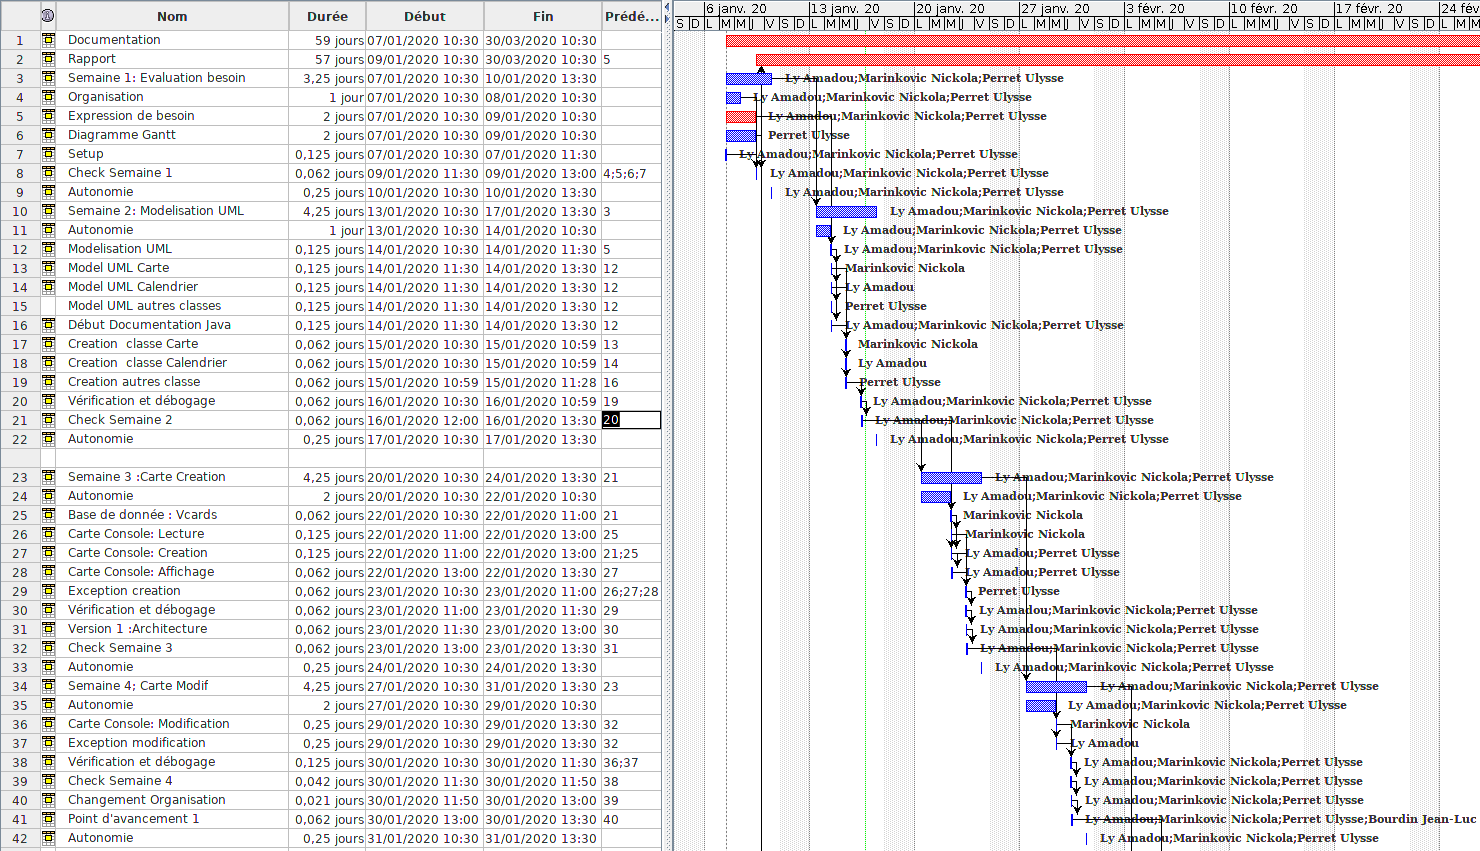 Nom Durée Début Fin Prédé... 6 janv. 20 13 janv. 20 20 janv. 20 27 janv. 20 3 févr. 20 10 févr. 20 17 févr. 20 24 fév
S D L M M J V S D L M M J V S D L M M J V S D L M M J V S D L M M J V S D L M M J V S D L M M J V S D L M M
1 Documentation 59 jours 07/01/2020 10:30 30/03/2020 10:30
2 Rapport 57 jours 09/01/2020 10:30 30/03/2020 10:30 5
3 Semaine 1: Evaluation besoin 3,25 jours 07/01/2020 10:30 10/01/2020 13:30 Ly Amadou;Marinkovic Nickola;Perret Ulysse
4 Organisation 1 jour 07/01/2020 10:30 08/01/2020 10:30 Ly Amadou;Marinkovic Nickola;Perret Ulysse
5 Expression de besoin 2 jours 07/01/2020 10:30 09/01/2020 10:30 Ly Amadou;Marinkovic Nickola;Perret Ulysse
6 Diagramme Gantt 2 jours 07/01/2020 10:30 09/01/2020 10:30 Perret Ulysse
7 Setup 0,125 jours 07/01/2020 10:30 07/01/2020 11:30 Ly Amadou;Marinkovic Nickola;Perret Ulysse
8 Check Semaine 1 0,062 jours 09/01/2020 11:30 09/01/2020 13:00 4;5;6;7 Ly Amadou;Marinkovic Nickola;Perret Ulysse
9 Autonomie 0,25 jours 10/01/2020 10:30 10/01/2020 13:30 Ly Amadou;Marinkovic Nickola;Perret Ulysse
10 Semaine 2: Modelisation UML 4,25 jours 13/01/2020 10:30 17/01/2020 13:30 3 Ly Amadou;Marinkovic Nickola;Perret Ulysse
11 Autonomie 1 jour 13/01/2020 10:30 14/01/2020 10:30 Ly Amadou;Marinkovic Nickola;Perret Ulysse
12 Modelisation UML 0,125 jours 14/01/2020 10:30 14/01/2020 11:30 5 Ly Amadou;Marinkovic Nickola;Perret Ulysse
13 Model UML Carte 0,125 jours 14/01/2020 11:30 14/01/2020 13:30 12 Marinkovic Nickola
14 Model UML Calendrier 0,125 jours 14/01/2020 11:30 14/01/2020 13:30 12 Ly Amadou
15 Model UML autres classes 0,125 jours 14/01/2020 11:30 14/01/2020 13:30 12 Perret Ulysse
16 Début Documentation Java 0,125 jours 14/01/2020 11:30 14/01/2020 13:30 12 Ly Amadou;Marinkovic Nickola;Perret Ulysse
17 Creation classe Carte 0,062 jours 15/01/2020 10:30 15/01/2020 10:59 13 Marinkovic Nickola
18 Creation classe Calendrier 0,062 jours 15/01/2020 10:30 15/01/2020 10:59 14 Ly Amadou
19 Creation autres classe 0,062 jours 15/01/2020 10:59 15/01/2020 11:28 16 Perret Ulysse
20 Vérification et débogage 0,062 jours 16/01/2020 10:30 16/01/2020 10:59 19 Ly Amadou;Marinkovic Nickola;Perret Ulysse
21 Check Semaine 2 0,062 jours 16/01/2020 12:00 16/01/2020 13:30 20 Ly Amadou;Marinkovic Nickola;Perret Ulysse
22 Autonomie 0,25 jours 17/01/2020 10:30 17/01/2020 13:30 Ly Amadou;Marinkovic Nickola;Perret Ulysse
23 Semaine 3 :Carte Creation 4,25 jours 20/01/2020 10:30 24/01/2020 13:30 21 Ly Amadou;Marinkovic Nickola;Perret Ulysse
24 Autonomie 2 jours 20/01/2020 10:30 22/01/2020 10:30 Ly Amadou;Marinkovic Nickola;Perret Ulysse
25 Base de donnée : Vcards 0,062 jours 22/01/2020 10:30 22/01/2020 11:00 21 Marinkovic Nickola
26 Carte Console: Lecture 0,125 jours 22/01/2020 11:00 22/01/2020 13:00 25 Marinkovic Nickola
27 Carte Console: Creation 0,125 jours 22/01/2020 11:00 22/01/2020 13:00 21;25 Ly Amadou;Perret Ulysse
28 Carte Console: Affichage 0,062 jours 22/01/2020 13:00 22/01/2020 13:30 27 Ly Amadou;Perret Ulysse
29 Exception creation 0,062 jours 23/01/2020 10:30 23/01/2020 11:00 26;27;28 Perret Ulysse
30 Vérification et débogage 0,062 jours 23/01/2020 11:00 23/01/2020 11:30 29 Ly Amadou;Marinkovic Nickola;Perret Ulysse
31 Version 1 :Architecture 0,062 jours 23/01/2020 11:30 23/01/2020 13:00 30 Ly Amadou;Marinkovic Nickola;Perret Ulysse
32 Check Semaine 3 0,062 jours 23/01/2020 13:00 23/01/2020 13:30 31 Ly Amadou;Marinkovic Nickola;Perret Ulysse
33 Autonomie 0,25 jours 24/01/2020 10:30 24/01/2020 13:30 Ly Amadou;Marinkovic Nickola;Perret Ulysse
34 Semaine 4; Carte Modif 4,25 jours 27/01/2020 10:30 31/01/2020 13:30 23 Ly Amadou;Marinkovic Nickola;Perret Ulysse
35 Autonomie 2 jours 27/01/2020 10:30 29/01/2020 10:30 Ly Amadou;Marinkovic Nickola;Perret Ulysse
36 Carte Console: Modification 0,25 jours 29/01/2020 10:30 29/01/2020 13:30 32 Marinkovic Nickola
37 Exception modification 0,25 jours 29/01/2020 10:30 29/01/2020 13:30 32 Ly Amadou
38 Vérification et débogage 0,125 jours 30/01/2020 10:30 30/01/2020 11:30 36;37 Ly Amadou;Marinkovic Nickola;Perret Ulysse
39 Check Semaine 4 0,042 jours 30/01/2020 11:30 30/01/2020 11:50 38 Ly Amadou;Marinkovic Nickola;Perret Ulysse
40 Changement Organisation 0,021 jours 30/01/2020 11:50 30/01/2020 13:00 39 Ly Amadou;Marinkovic Nickola;Perret Ulysse
41 Point d'avancement 1 0,062 jours 30/01/2020 13:00 30/01/2020 13:30 40 Ly Amadou;Marinkovic Nickola;Perret Ulysse;Bourdin Jean-Luc
42 Autonomie 0,25 jours 31/01/2020 10:30 31/01/2020 13:30 Ly Amadou;Marinkovic Nickola;Perret Ulysse